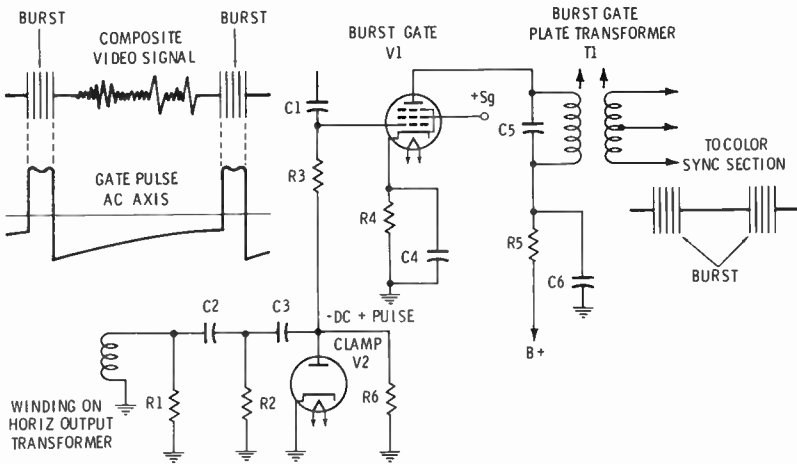 BURST
COMPOSITE
VIDEO SIGNAL
BURST
GATE PULSE
AC AXIS
BURST GATE
V1
BURST GATE
PLATE TRANSFORMER
T1
C1
+Sg
C5
R3
R4
C4
R5
C6
B+
TO COLOR
SYNC SECTION
BURST
C2
C3
-DC + PULSE
CLAMP
V2
R1
R2
R6
WINDING ON
HORIZ OUTPUT
TRANSFORMER